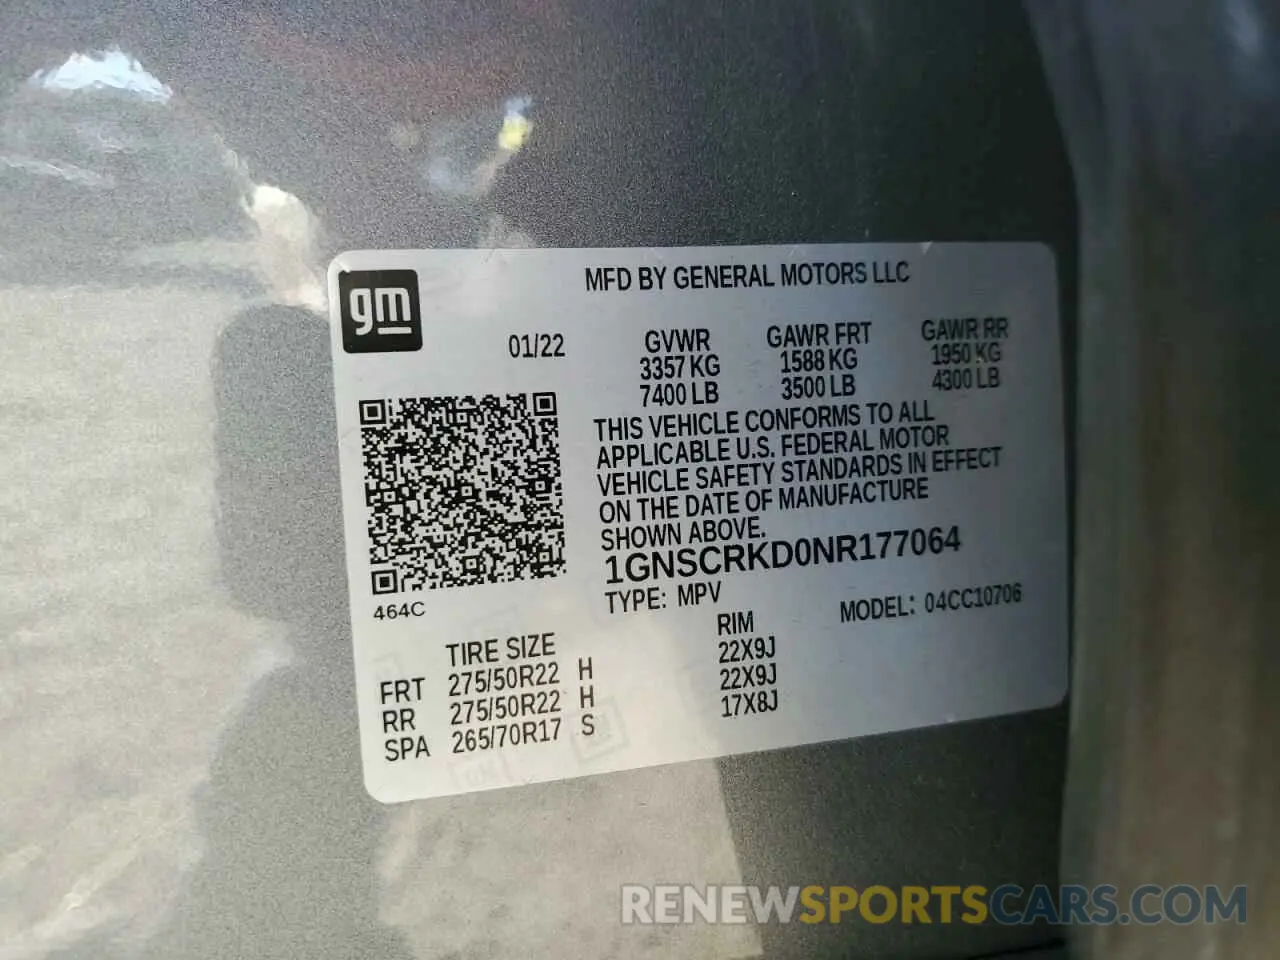 gm
MFD BY GENERAL MOTORS LLC
01/22
GVWR GAWR FRT GAWR RR
3357 KG 1588 KG 1950 KG
7400 LB 3500 LB 4300 LB
THIS VEHICLE CONFORMS TO ALL
APPLICABLE U.S. FEDERAL MOTOR
VEHICLE SAFETY STANDARDS IN EFFECT
ON THE DATE OF MANUFACTURE
SHOWN ABOVE.
1GNSCRKD0NR177064
464C
TYPE: MPV MODEL: 04CC10706
TIRE SIZE RIM
FRT 275/50R22 H 22X9J
RR 275/50R22 H 22X9J
SPA 265/70R17 S 17X8J
RENEWSPORTSCARS.COM